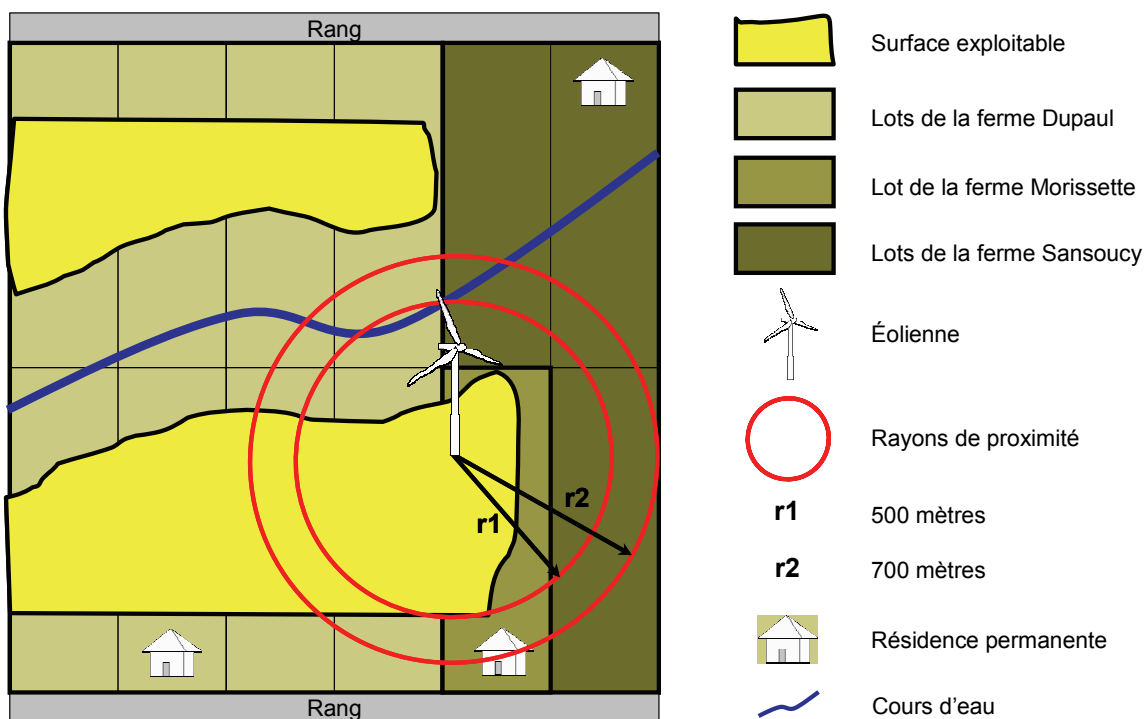 Rang
Surface exploitable
Lots de la ferme Dupaul
Lot de la ferme Morissette
Lots de la ferme Sansoucy
Éolienne
Rayons de proximité
r2
r1
r1 500 mètres
r2 700 mètres
Résidence permanente
Cours d'eau
Rang